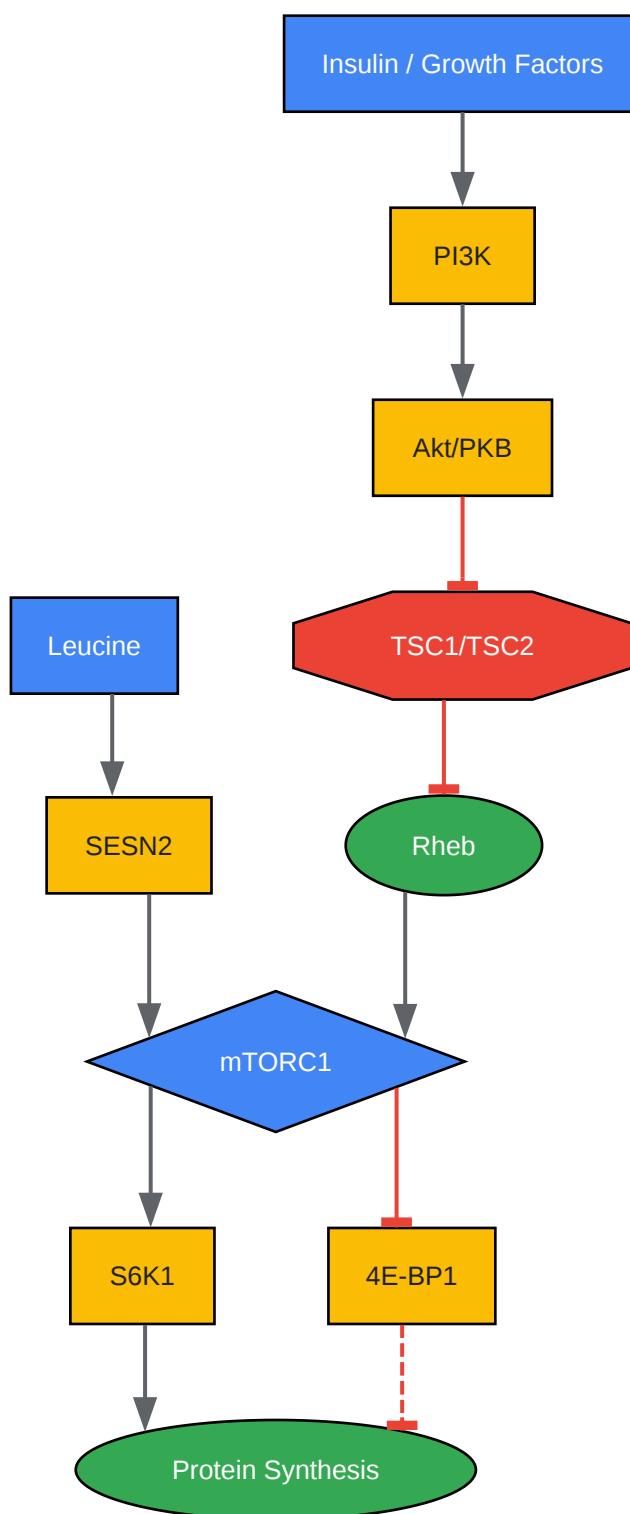 Insulin / Growth Factors
PI3K
Akt/PKB
TSC1/TSC2
Leucine
SESN2
Rheb
mTORC1
S6K1
4E-BP1
Protein Synthesis